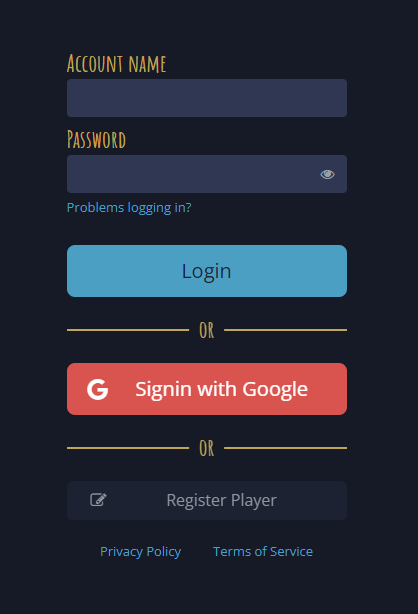 Account name
Password
Problems logging in?
Login
OR
G Signin with Google
OR
Register Player
Privacy Policy Terms of Service